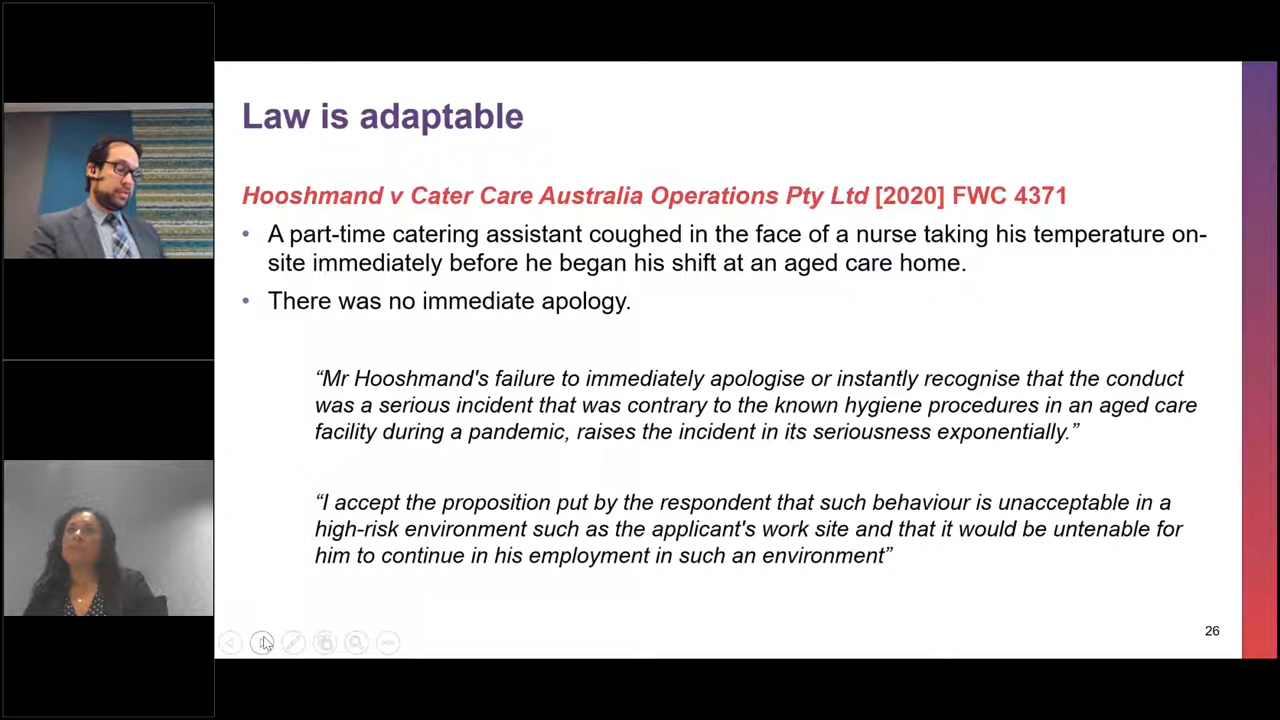 Law is adaptable
Hooshmand v Cater Care Australia Operations Pty Ltd [2020] FWC 4371
• A part-time catering assistant coughed in the face of a nurse taking his temperature on-
site immediately before he began his shift at an aged care home.
• There was no immediate apology.
“Mr Hooshmand's failure to immediately apologise or instantly recognise that the conduct
was a serious incident that was contrary to the known hygiene procedures in an aged care
facility during a pandemic, raises the incident in its seriousness exponentially.”
“I accept the proposition put by the respondent that such behaviour is unacceptable in a
high-risk environment such as the applicant's work site and that it would be untenable for
him to continue in his employment in such an environment”
26